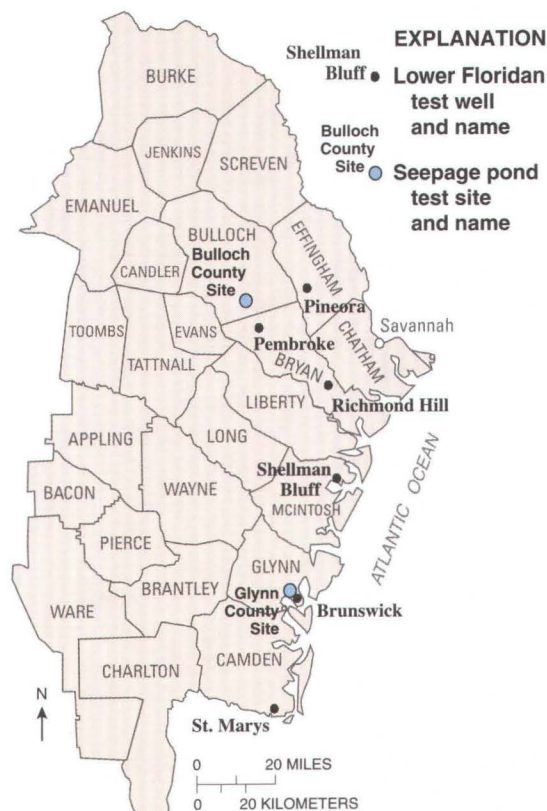 EXPLANATION
Shellman
Bluff
Lower Floridan
test well
and name
Bulloch
County
Site
Seepage pond
test site
and name
BURKE
JENKINS
SCREVEN
EMANUEL
BULLOCH
Bulloch
County
Site
EFFINGHAM
CANDLER
Pineora
TOOMBS
EVANS
Pembroke
CHATHAM
Savannah
TATTNALL
BRYAN
LIBERTY
Richmond Hill
APPLING
LONG
Shellman
Bluff
BACON
WAYNE
MCINTOSH
ATLANTIC OCEAN
PIERCE
GLYNN
BRANTLEY
Glynn
County
Site
Brunswick
WARE
CAMDEN
CHARLTON
N
St. Marys
0 20 MILES
0 20 KILOMETERS